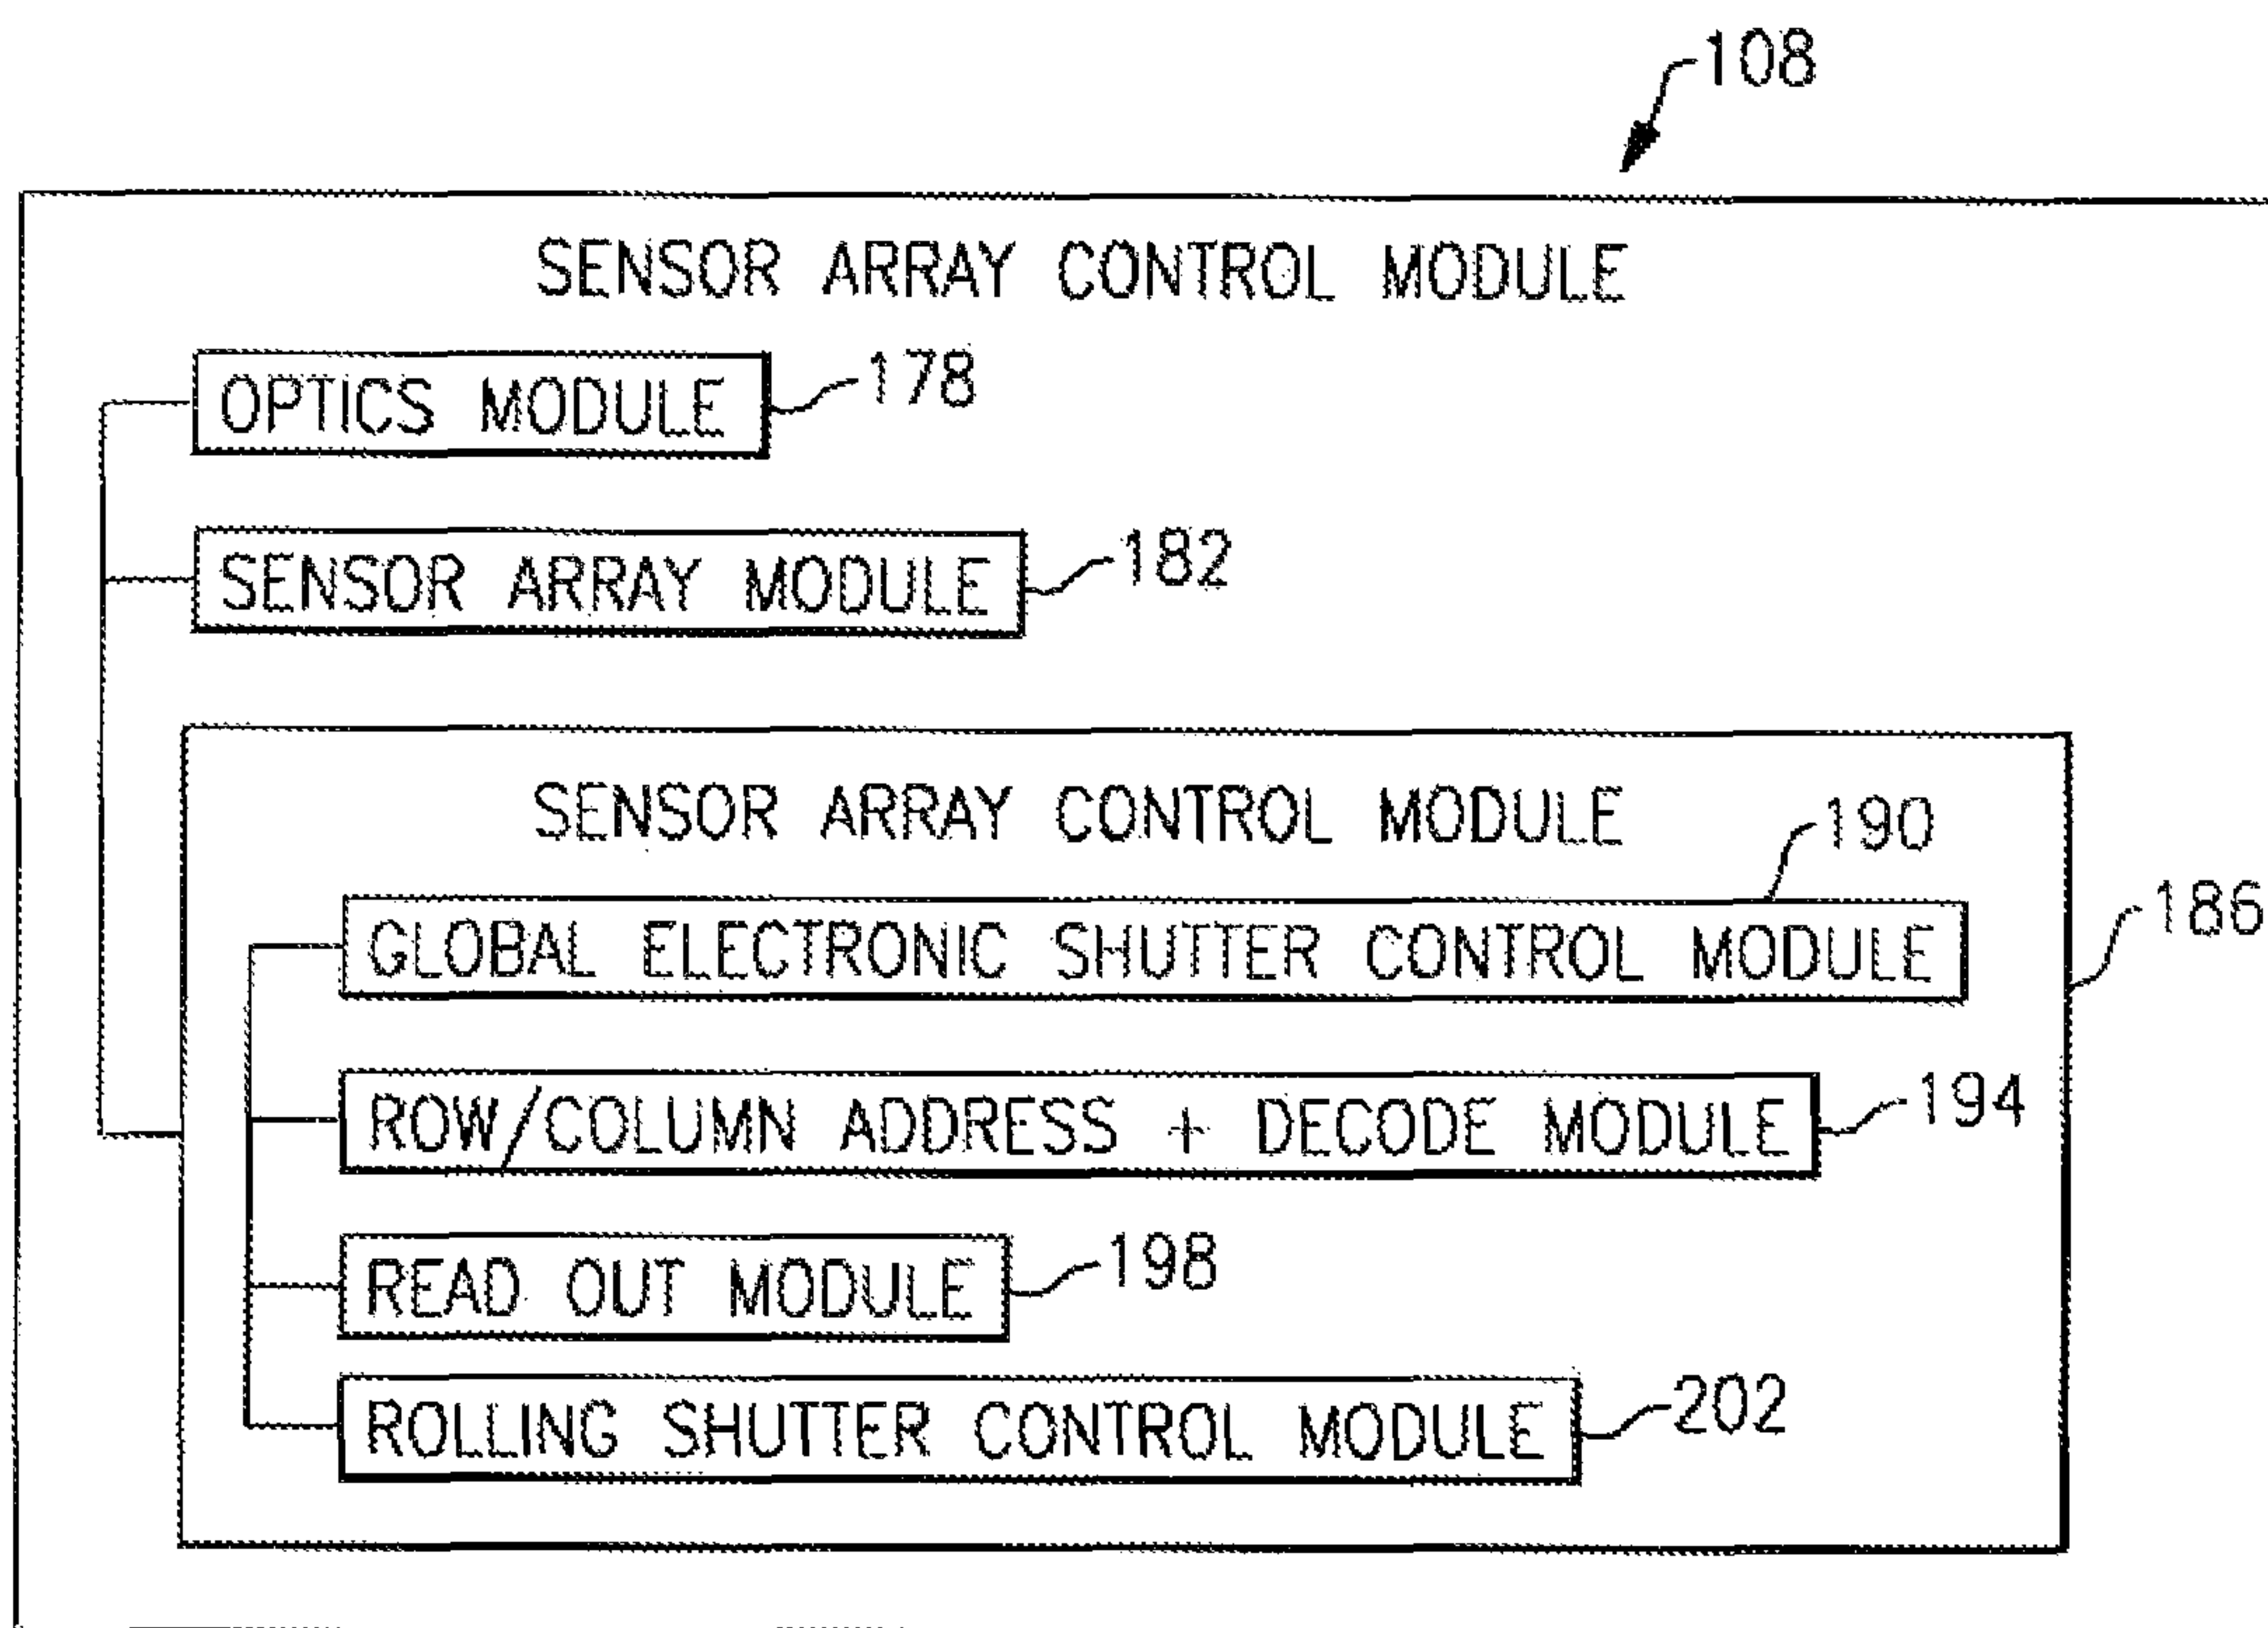 108
SENSOR ARRAY CONTROL MODULE
OPTICS MODULE 178
SENSOR ARRAY MODULE 182
SENSOR ARRAY CONTROL MODULE
190
GLOBAL ELECTRONIC SHUTTER CONTROL MODULE
186
ROW/COLUMN ADDRESS + DECODE MODULE 194
READ OUT MODULE 198
ROLLING SHUTTER CONTROL MODULE 202